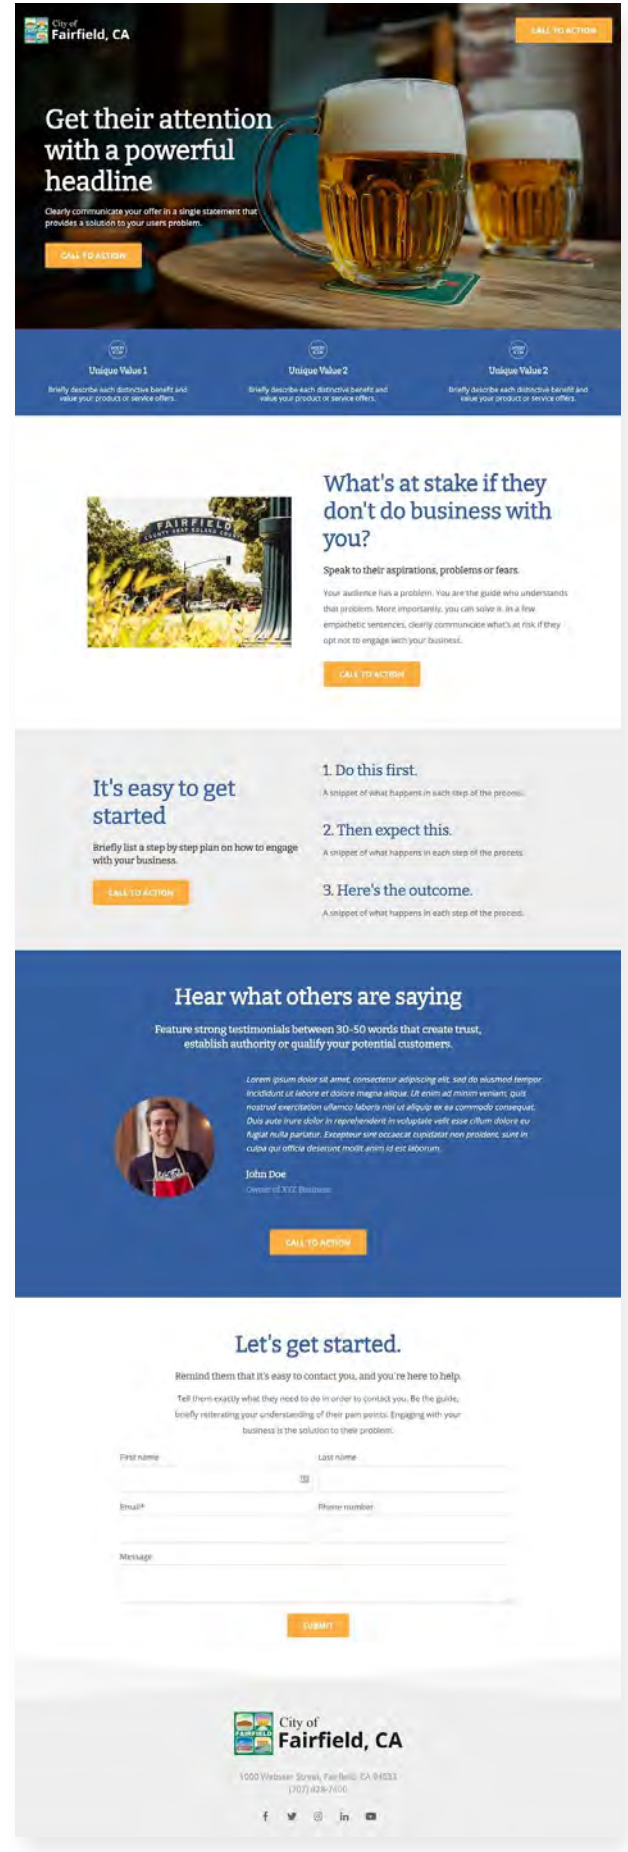 City of
Fairfield, CA
CALL TO ACTION
Get their attention
with a powerful
headline
Clearly communicate your offer in a single statement that
provides a solution to your users problem.
CALL TO ACTION
Unique Value 1
Briefly describe each distinctive benefit and
value your product or service offers.
Unique Value 2
Briefly describe each distinctive benefit and
value your product or service offers.
Unique Value 2
Briefly describe each distinctive benefit and
value your product or service offers.
FAIRFIELD
COUNTY SEAT SOLANO COUNTY
What's at stake if they
don't do business with
you?
Speak to their aspirations, problems or fears.
Your audience has a problem. You are the guide who understands
that problem. More importantly, you can solve it. In a few
empathetic sentences, clearly communicate what's at risk if they
opt not to engage with your business.
CALL TO ACTION
It's easy to get
started
Briefly list a step by step plan on how to engage
with your business.
CALL TO ACTION
1. Do this first.
A snippet of what happens in each step of the process.
2. Then expect this.
A snippet of what happens in each step of the process.
3. Here's the outcome.
A snippet of what happens in each step of the process.
Hear what others are saying
Feature strong testimonials between 30-50 words that create trust,
establish authority or qualify your potential customers.
Lorem ipsum dolor sit amet, consectetur adipiscing elit, sed do eiusmod tempor
incididunt ut labore et dolore magna aliqua. Ut enim ad minim veniam, quis
nostrud exercitation ullamco laboris nisi ut aliquip ex ea commodo consequat.
Duis aute irure dolor in reprehenderit in voluptate velit esse cillum dolore eu
fugiat nulla pariatur. Excepteur sint occaecat cupidatat non proident, sunt in
culpa qui officia deserunt mollit anim id est laborum.
John Doe
Owner of XYZ Business
CALL TO ACTION
Let's get started.
Remind them that it's easy to contact you, and you're here to help.
Tell them exactly what they need to do in order to contact you. Be the guide,
briefly reiterating your understanding of their pain points. Engaging with your
business is the solution to their problem.
First name
Last name
Email*
Phone number
Message
SUBMIT
FAIRFIELD
City of
Fairfield, CA
1000 Webster Street, Fairfield, CA 94533
(707) 428-7400